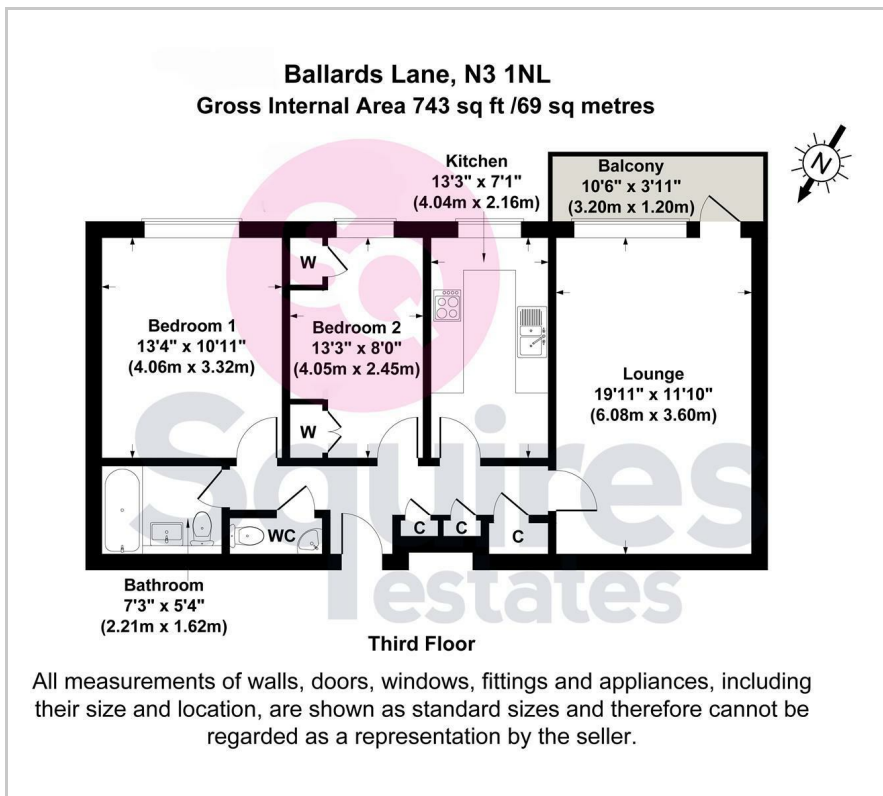 Ballards Lane, N3 1NL
Gross Internal Area 743 sq ft /69 sq metres
Kitchen
13'3" x 7'1"
(4.04m x 2.16m)
Balcony
10'6" x 3'11"
(3.20m x 1.20m)
N
SQ
W
Bedroom 1
13'4" x 10'11"
(4.06m x 3.32m)
Bedroom 2
13'3" x 8'0"
(4.05m x 2.45m)
Lounge
19'11" x 11'10"
(6.08m x 3.60m)
W
Squires
estates
WC
C
C
C
Bathroom
7'3" x 5'4"
(2.21m x 1.62m)
Third Floor
All measurements of walls, doors, windows, fittings and appliances, including
their size and location, are shown as standard sizes and therefore cannot be
regarded as a representation by the seller.